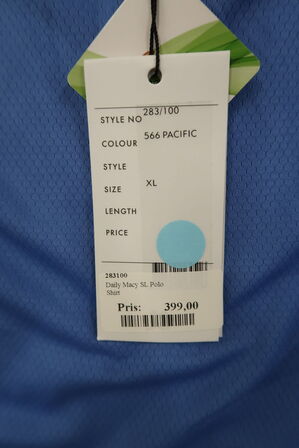 STYLE NO 283/100
COLOUR 566 PACIFIC
STYLE
SIZE XL
LENGTH
PRICE
283100
Daily Macy SL Polo
Shirt
Pris: 399,00